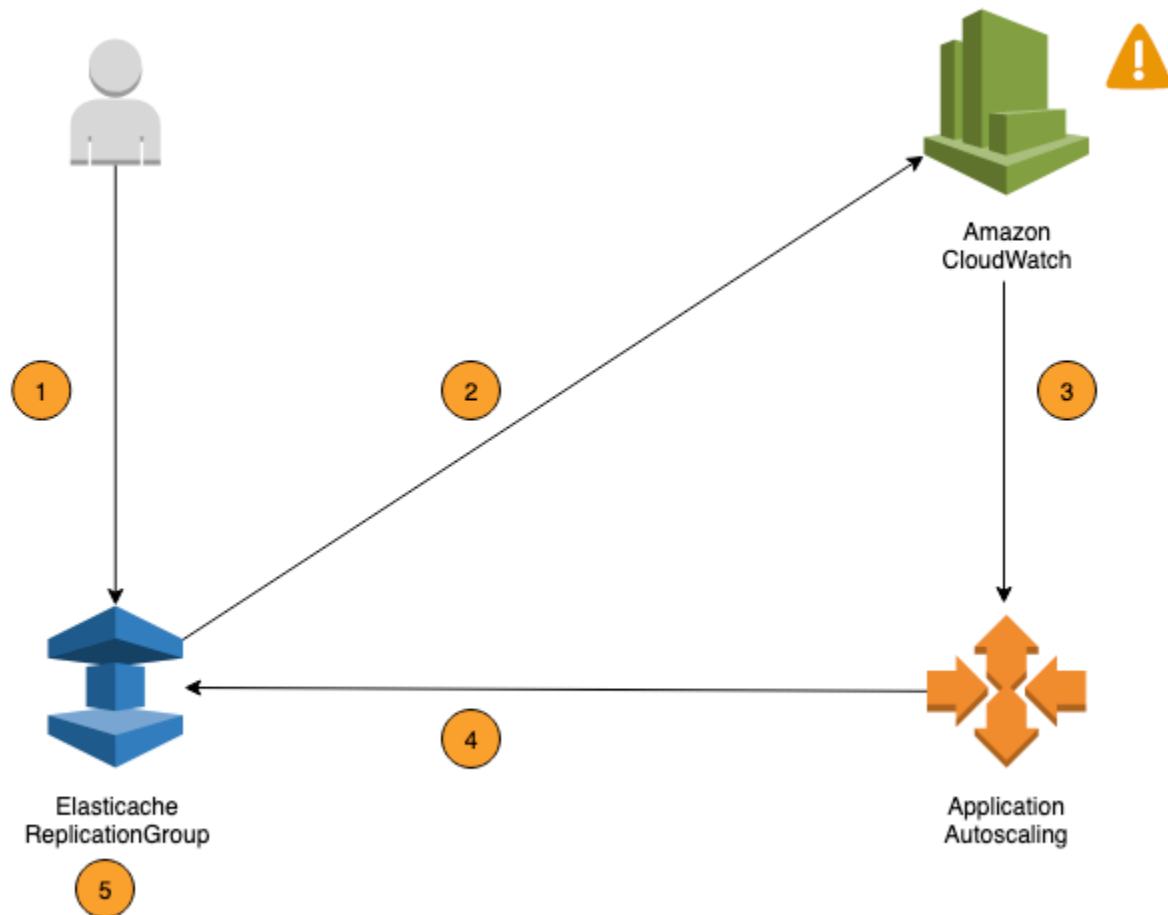 Amazon
CloudWatch
1
2
3
4
Elasticache
ReplicationGroup
Application
Autoscaling
5